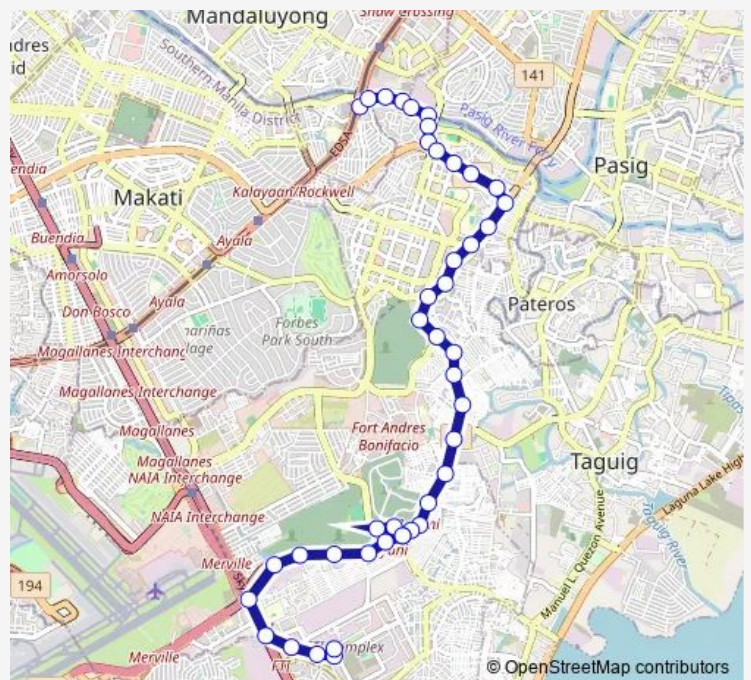 Mandaluyong
Shaw Crossing
Southern Manila District
141
Pasig River Ferry
EDSA
Pasig
Kalayaan/Rockwell
Makati
Buendia
Ayala
Amorsolo
Pateros
Don Bosco
Ayala
Forbes
Park South
Magallanes Interchange
Magallanes Interchange
Fort Andres
Bonifacio
Magallanes
Magallanes
NAIA Interchange
Taguig
Laguna Lake High
NAIA Interchange
Taguig River
Manuel L. Quezon Avenue
Merville
194
Merville
FTI
© OpenStreetMap contributors